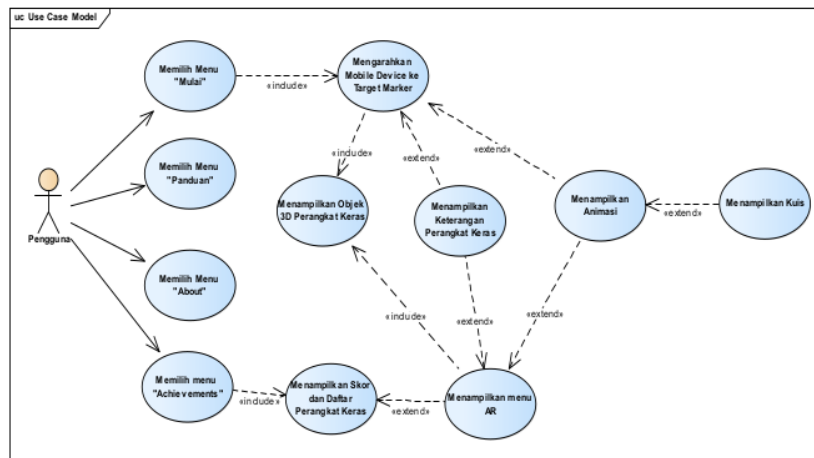 uc Use Case Model
Memilih Menu
"Mulai"
«include»
Mengarahkan
Mobile Device ke
Target Marker
Memilih Menu
"Panduan"
«include»
«extend»
«extend»
Pengguna
Menampilkan Objek
3D Perangkat Keras
Menampilkan
Keterangan
Perangkat Keras
Menampilkan
Animasi
«extend»
Menampilkan Kuis
Memilih Menu
"About"
«include»
«extend»
«extend»
Memilih menu
"Achievements"
«include»
Menampilkan Skor
dan Daftar
Perangkat Keras
«extend»
Menampilkan menu
AR